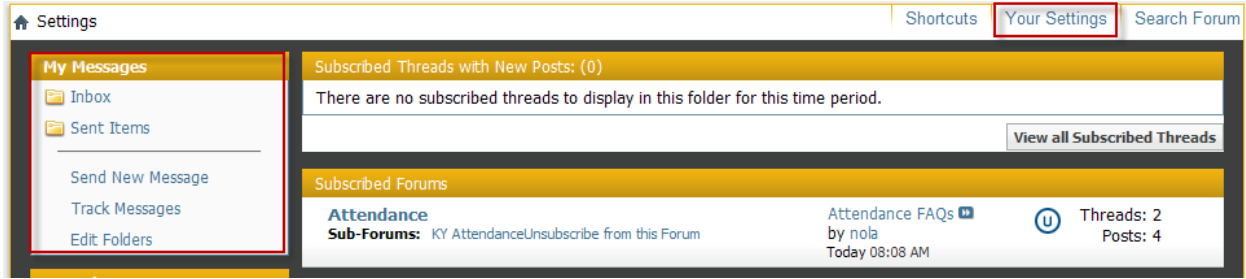 Settings
Shortcuts Your Settings Search Forum
My Messages
Inbox
Sent Items
Send New Message
Track Messages
Edit Folders
Subscribed Threads with New Posts: (0)
There are no subscribed threads to display in this folder for this time period.
View all Subscribed Threads
Subscribed Forums
Attendance
Sub-Forums: KY AttendanceUnsubscribe from this Forum
Attendance FAQs
by nola
Today 08:08 AM
U
Threads: 2
Posts: 4